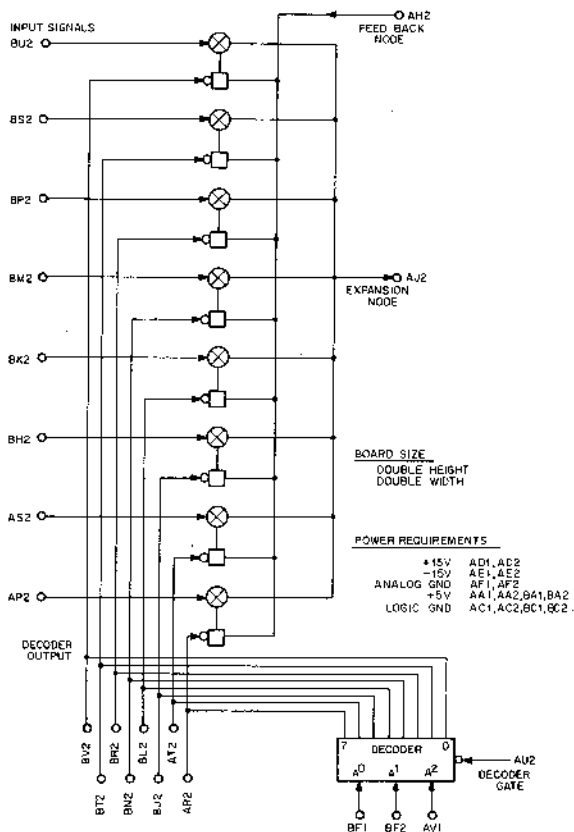 AH2
FEED BACK
NODE
INPUT SIGNALS
BU2
BS2
BP2
BM2
AJ2
EXPANSION
NODE
BK2
BH2
BOARD SIZE
DOUBLE HEIGHT
DOUBLE WIDTH
AS2
POWER REQUIREMENTS
+15V AD1, AD2
-15V AE1, AE2
ANALOG GND AF1, AF2
+5V AA1, AA2, BA1, BA2
LOGIC GND AC1, AC2, BC1, BC2.
AP2
DECODER
OUTPUT
BV2
BR2
BL2
AT2
BT2
BN2
BJ2
AR2
7 DECODER 0
A0 A1 A2
AU2
DECODER
GATE
BF1 BF2 AV1